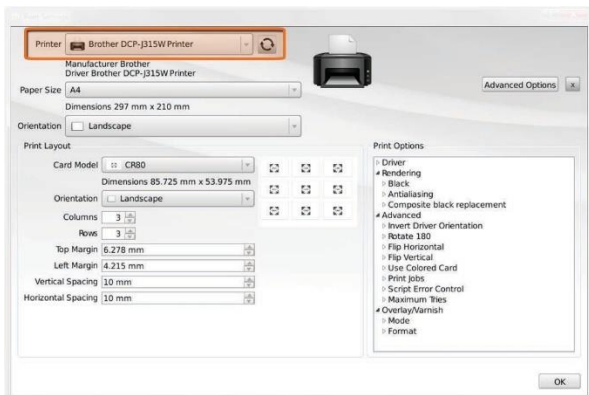 Printer Brother DCP-J315W Printer
Manufacturer Brother
Driver Brother DCP-J315W Printer
Paper Size A4
Advanced Options x
Dimensions 297 mm x 210 mm
Orientation Landscape
Print Layout
Card Model CR80
Dimensions 85.725 mm x 53.975 mm
Orientation Landscape
Columns 3
Rows 3
Top Margin 6.278 mm
Left Margin 4.215 mm
Vertical Spacing 10 mm
Horizontal Spacing 10 mm
Print Options
Driver
Rendering
Black
Antialiasing
Composite black replacement
Advanced
Invert Driver Orientation
Rotate 180
Flip Horizontal
Flip Vertical
Use Colored Card
Print Jobs
Script Error Control
Maximum Tries
Overlay/Varnish
Mode
Format
OK